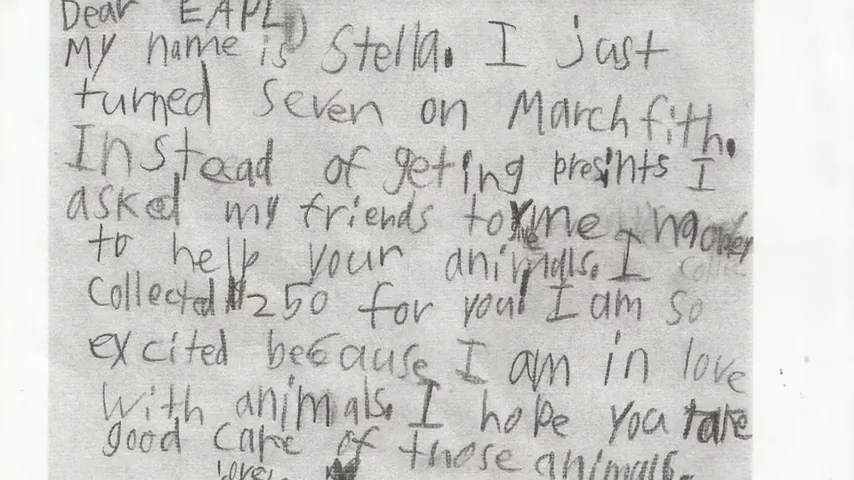 Dear EAPL,
My name is Stella. I just
turned seven on March fith.
Instead of geting presints I
asked my friends to
to help your animals. I
collected $250 for you! I am so
excited because I am in love
with animals. I hope you take
good care of those animals.
Love,